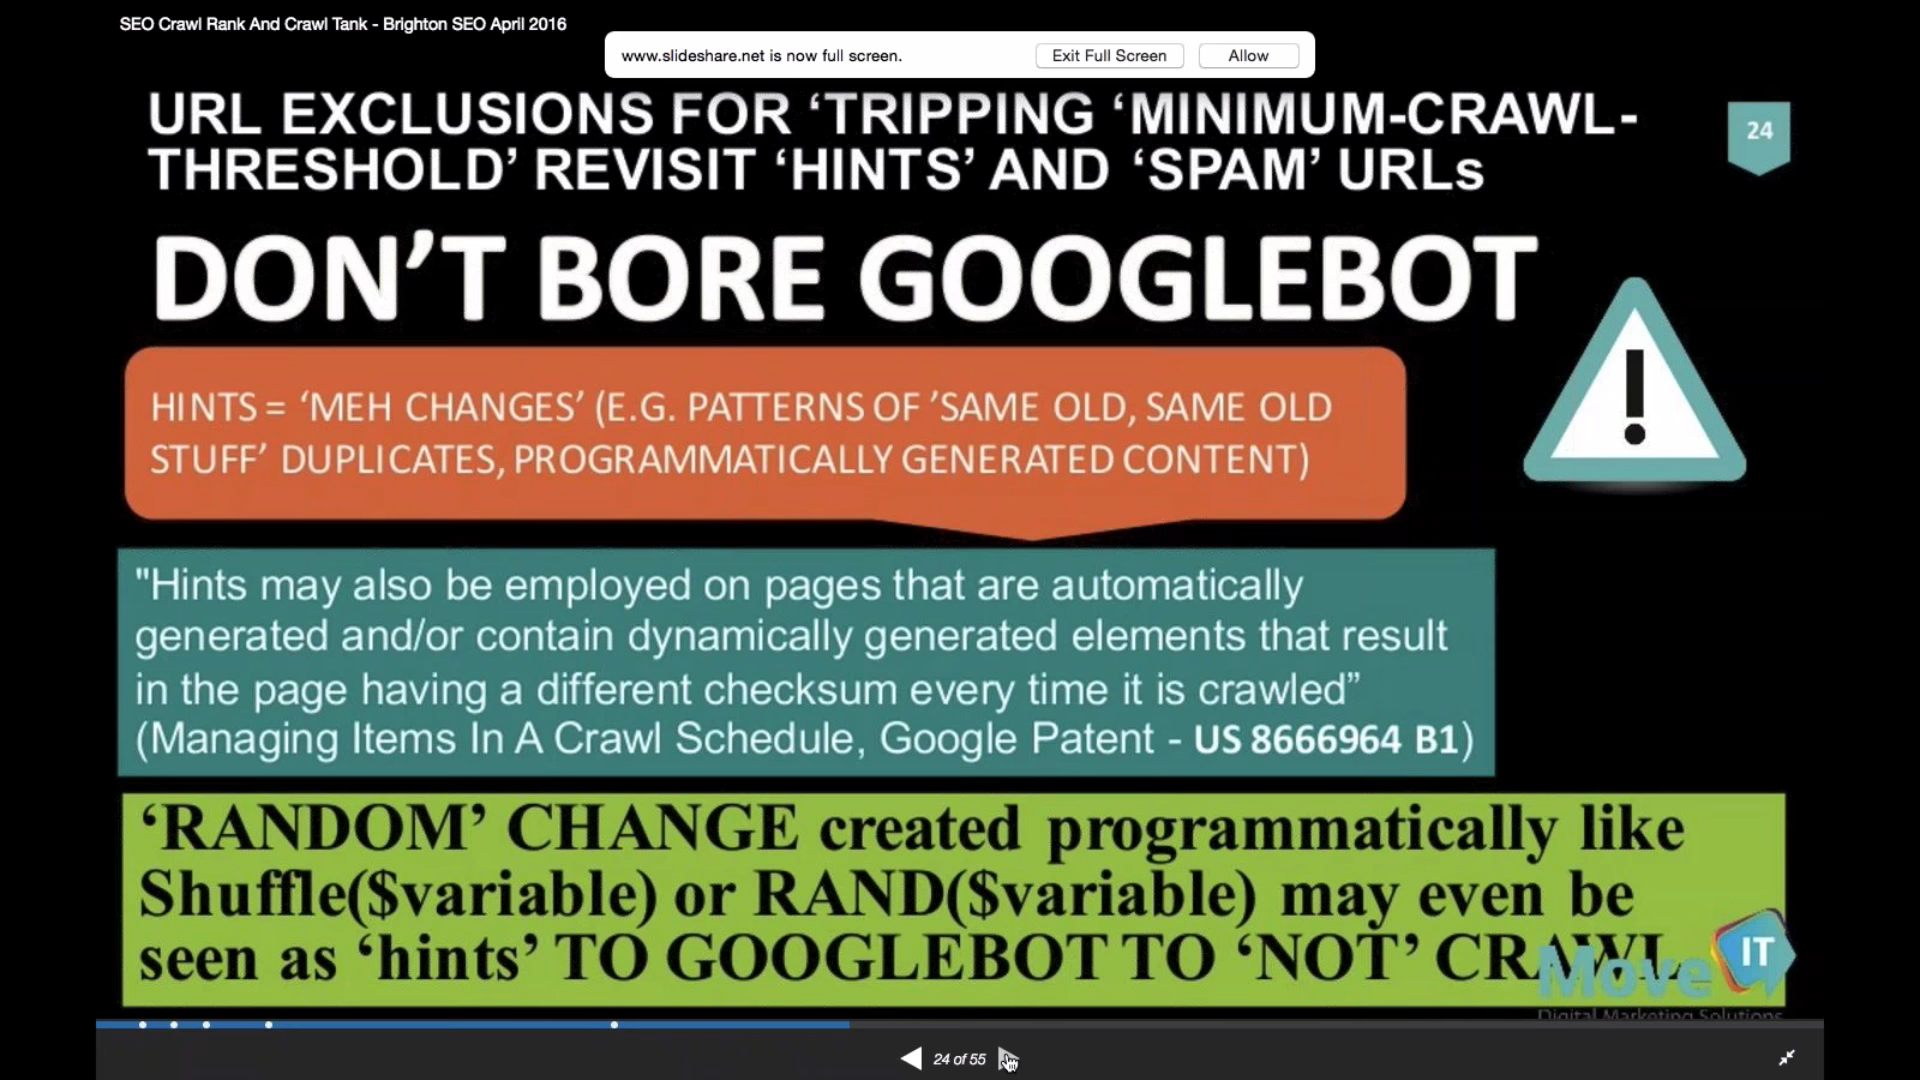 SEO Crawl Rank And Crawl Tank - Brighton SEO April 2016
www.slideshare.net is now full screen.
Exit Full Screen
Allow
URL EXCLUSIONS FOR ‘TRIPPING ‘MINIMUM-CRAWL-
THRESHOLD’ REVISIT ‘HINTS’ AND ‘SPAM’ URLs
24
DON’T BORE GOOGLEBOT
HINTS = ‘MEH CHANGES’ (E.G. PATTERNS OF ’SAME OLD, SAME OLD
STUFF’ DUPLICATES, PROGRAMMATICALLY GENERATED CONTENT)
!
"Hints may also be employed on pages that are automatically
generated and/or contain dynamically generated elements that result
in the page having a different checksum every time it is crawled”
(Managing Items In A Crawl Schedule, Google Patent - US 8666964 B1)
‘RANDOM’ CHANGE created programmatically like
Shuffle($variable) or RAND($variable) may even be
seen as ‘hints’ TO GOOGLEBOT TO ‘NOT’ CRAWL
Move IT
Digital Marketing Solutions
24 of 55